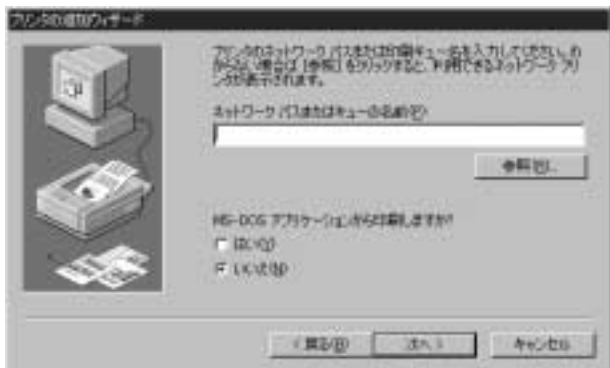 プリンタの追加ウィザード
プリンタのネットワーク パスまたは印刷キュー名を入力してください。わ
からない場合は [参照] をクリックすると、利用できるネットワーク プリ
ンタが表示されます。
ネットワーク パスまたはキューの名前(P)
参照(R)...
MS-DOS アプリケーションから印刷しますか?
はい(Y)
いいえ(N)
< 戻る(B)
次へ >
キャンセル